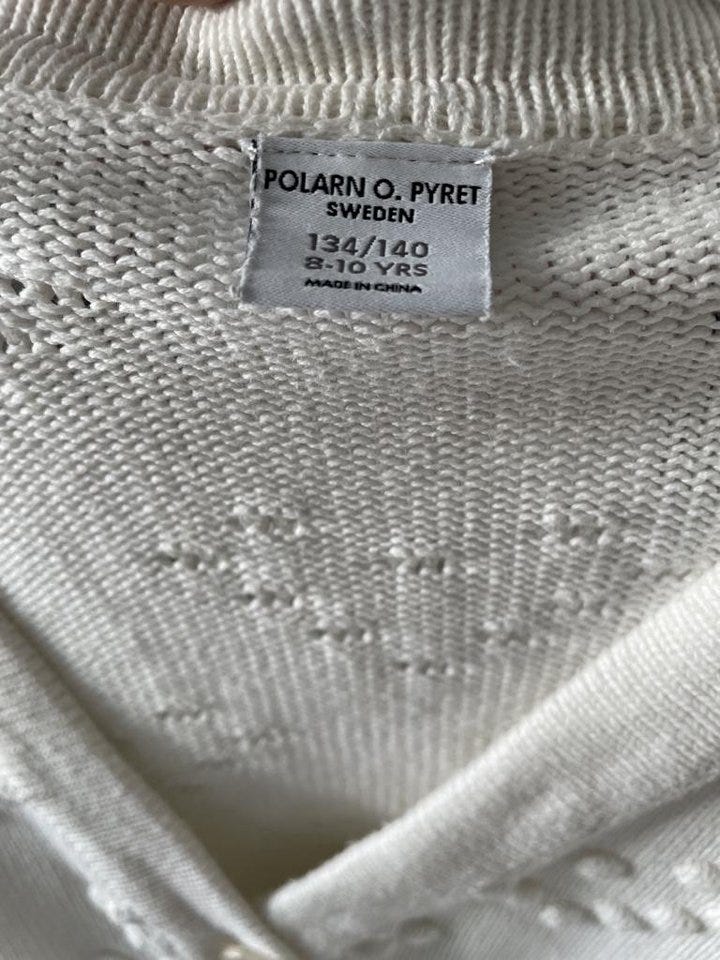 POLARN O. PYRET
SWEDEN
134/140
8-10 YRS
MADE IN CHINA